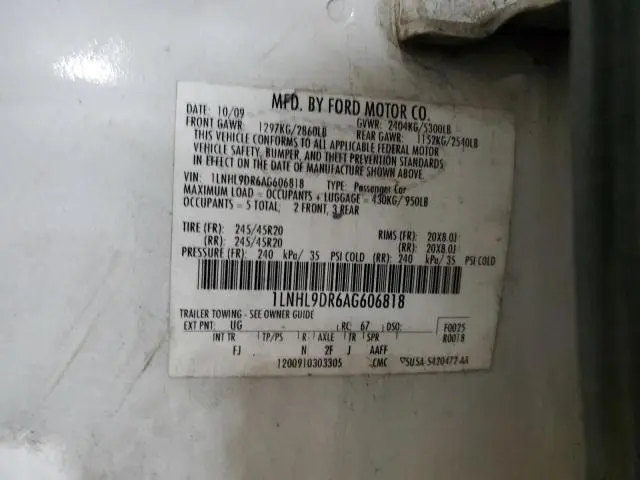 MFD. BY FORD MOTOR CO.
DATE: 10/09 GVWR: 2404KG/5300LB
FRONT GAWR: 1297KG/2860LB REAR GAWR: 1152KG/2540LB
THIS VEHICLE CONFORMS TO ALL APPLICABLE FEDERAL MOTOR
VEHICLE SAFETY, BUMPER, AND THEFT PREVENTION STANDARDS
IN EFFECT ON THE DATE OF MANUFACTURE SHOWN ABOVE.
VIN: 1LNHL9DR6AG606818 TYPE: Passenger Car
MAXIMUM LOAD = OCCUPANTS + LUGGAGE = 430KG/950LB
OCCUPANTS = 5 TOTAL: 2 FRONT, 3 REAR
TIRE (FR): 245/45R20 RIMS (FR): 20X8.0J
(RR): 245/45R20 (RR): 20X8.0J
PRESSURE (FR): 240 kPa/ 35 PSI COLD (RR): 240 kPa/ 35 PSI COLD
1LNHL9DR6AG606818
TRAILER TOWING - SEE OWNER GUIDE
EXT PNT: UG RC: 67 DSO: F0025
INT TR TP/PS R AXLE TR SPR R0018
FJ N 2F J AAFF
1200910303305 CMC 5U5A-5420472-AA